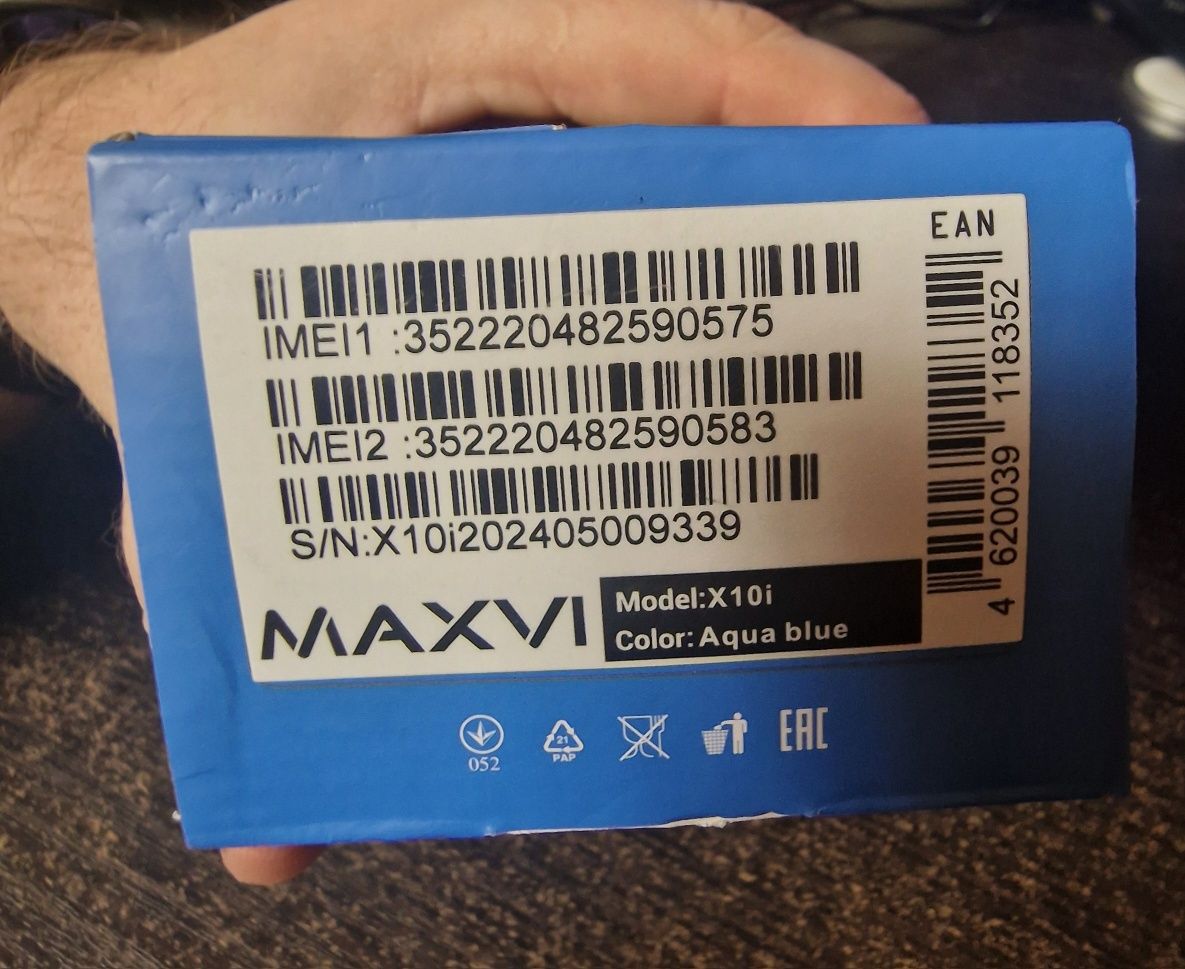 EAN
IMEI1 :352220482590575
IMEI2 :352220482590583
S/N:X10i202405009339
4 620039 118352
MAXVI
Model:X10i
Color: Aqua blue
052
21
PAP
EAC